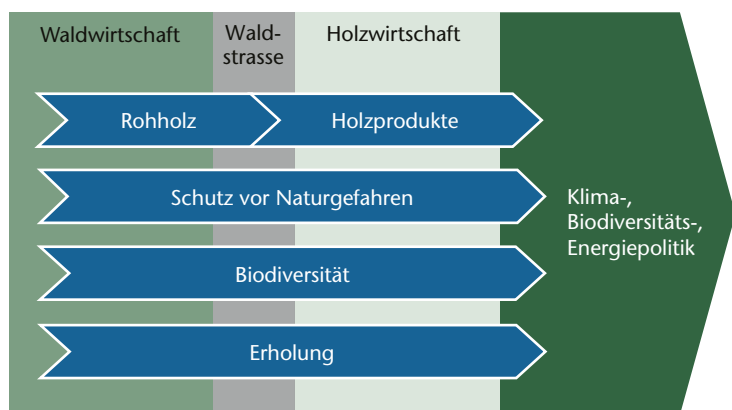 Waldwirtschaft
Wald-
strasse
Holzwirtschaft
Rohholz
Holzprodukte
Schutz vor Naturgefahren
Biodiversität
Erholung
Klima-,
Biodiversitäts-,
Energiepolitik